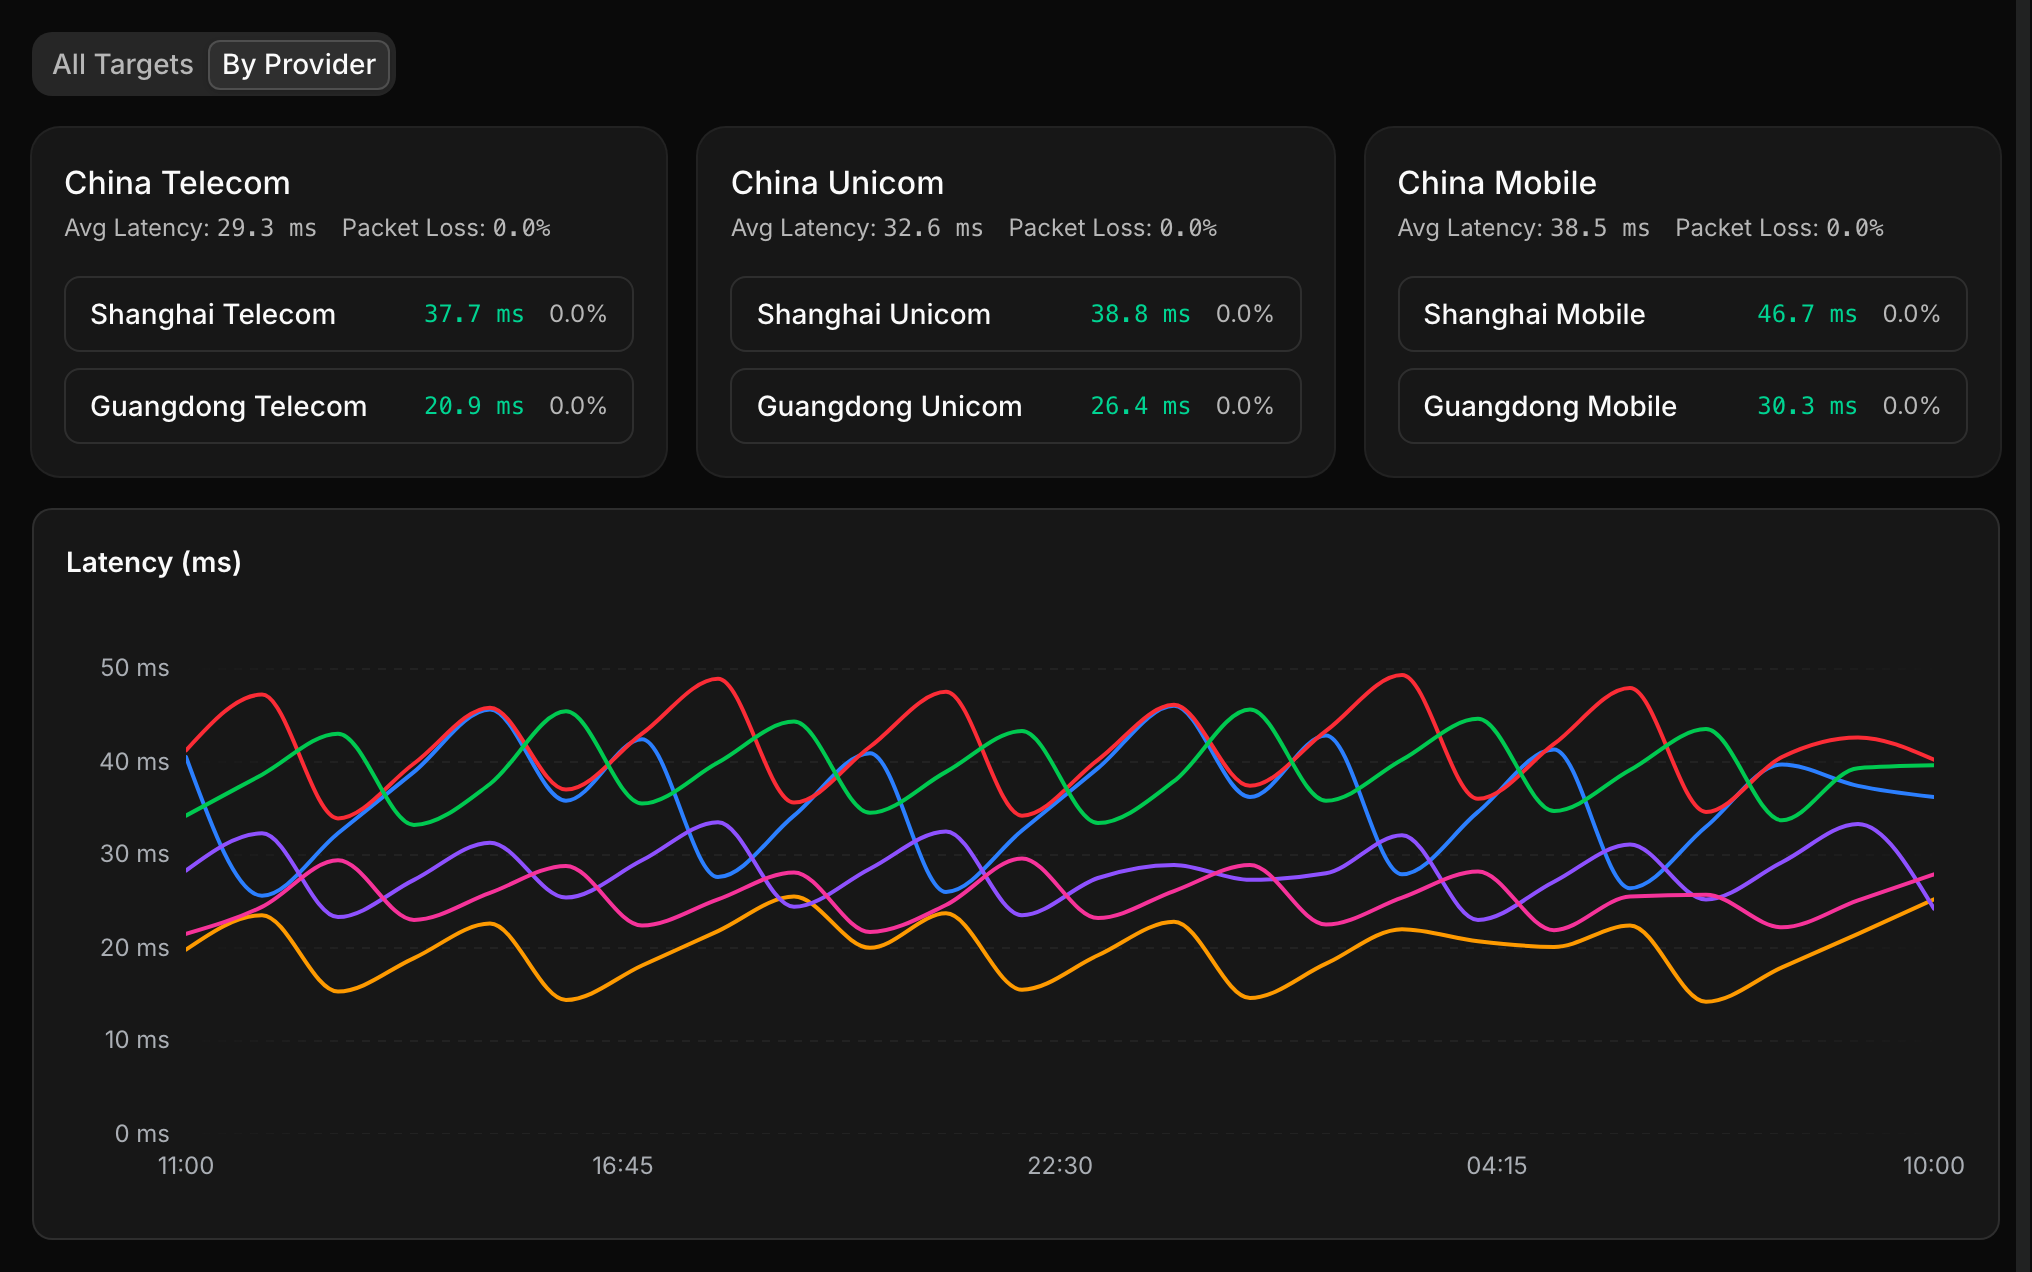 All Targets By Provider
China Telecom
Avg Latency: 29.3 ms Packet Loss: 0.0%
Shanghai Telecom 37.7 ms 0.0%
Guangdong Telecom 20.9 ms 0.0%
China Unicom
Avg Latency: 32.6 ms Packet Loss: 0.0%
Shanghai Unicom 38.8 ms 0.0%
Guangdong Unicom 26.4 ms 0.0%
China Mobile
Avg Latency: 38.5 ms Packet Loss: 0.0%
Shanghai Mobile 46.7 ms 0.0%
Guangdong Mobile 30.3 ms 0.0%
Latency (ms)
50 ms
40 ms
30 ms
20 ms
10 ms
0 ms
11:00 16:45 22:30 04:15 10:00